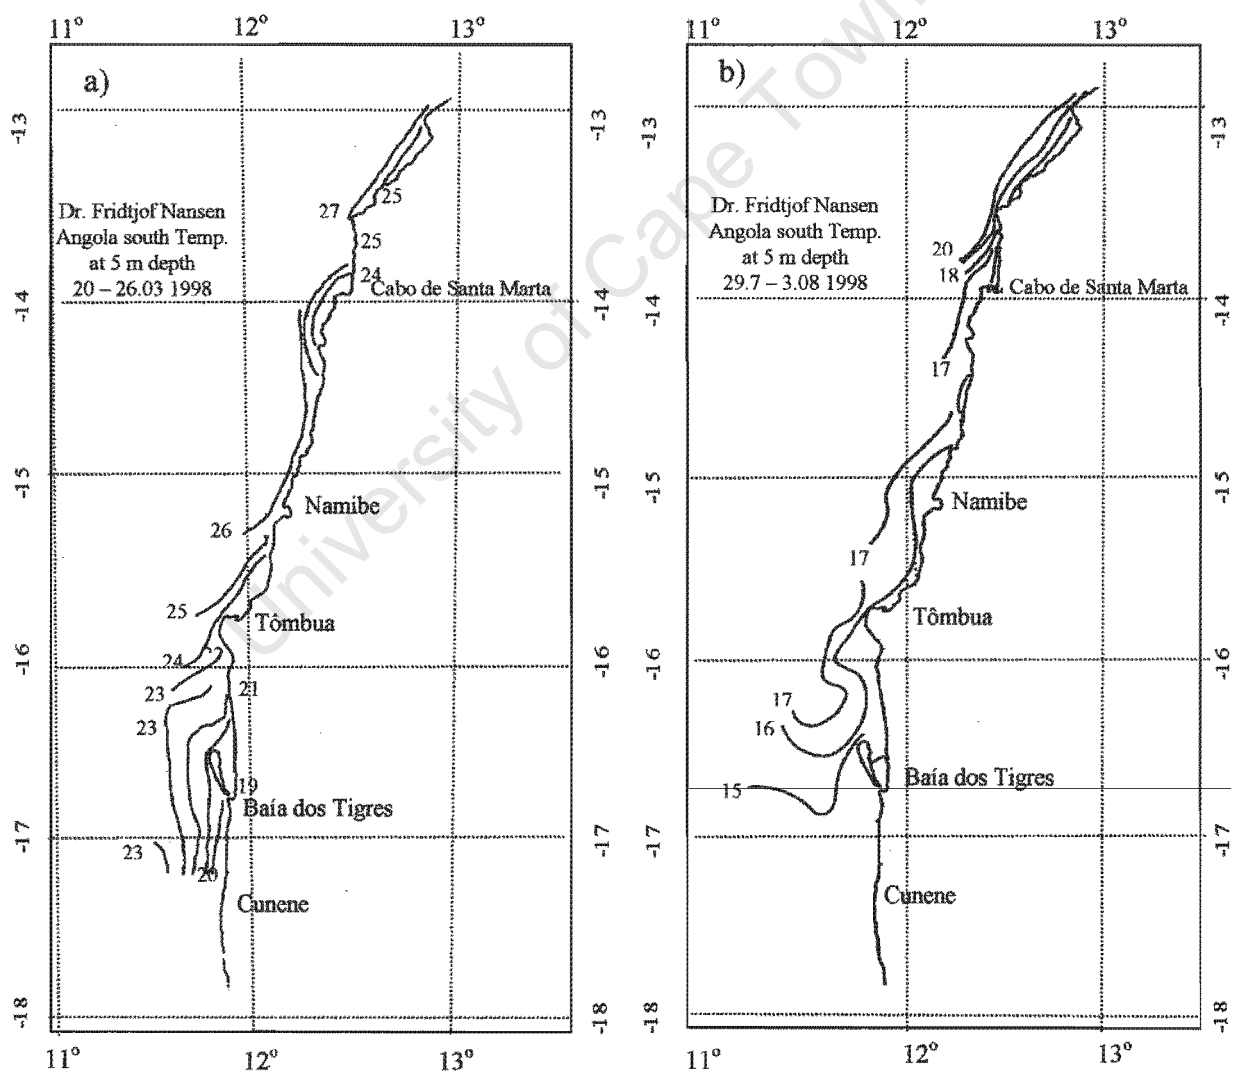 11° 12° 13°
a)
-13 -13
Dr. Fridtjof Nansen
Angola south Temp.
at 5 m depth
20 – 26.03 1998
27 25
25
24
Cabo de Santa Marta
-14 -14
-15 -15
Namibe
26
25
Tômbua
24 22
-16 -16
23 21
23
19
Baía dos Tigres
-17 -17
23
20
Cunene
-18 -18
11° 12° 13°
11° 12° 13°
b)
-13 -13
Dr. Fridtjof Nansen
Angola south Temp.
at 5 m depth
29.7 – 3.08 1998
20
18
Cabo de Santa Marta
-14 -14
17
-15 -15
Namibe
17
Tômbua
-16 -16
17
16
15
Baía dos Tigres
-17 -17
Cunene
-18 -18
11° 12° 13°
University of Cape Town